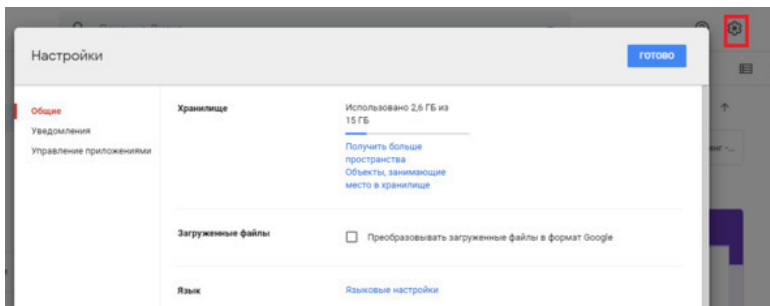 Настройки
ГОТОВО
Общие
Уведомления
Управление приложениями
Хранилище
Использовано 2,6 ГБ из
15 ГБ
Получить больше
пространства
Объекты, занимающие
место в хранилище
Загруженные файлы
Преобразовывать загруженные файлы в формат Google
Язык
Языковые настройки